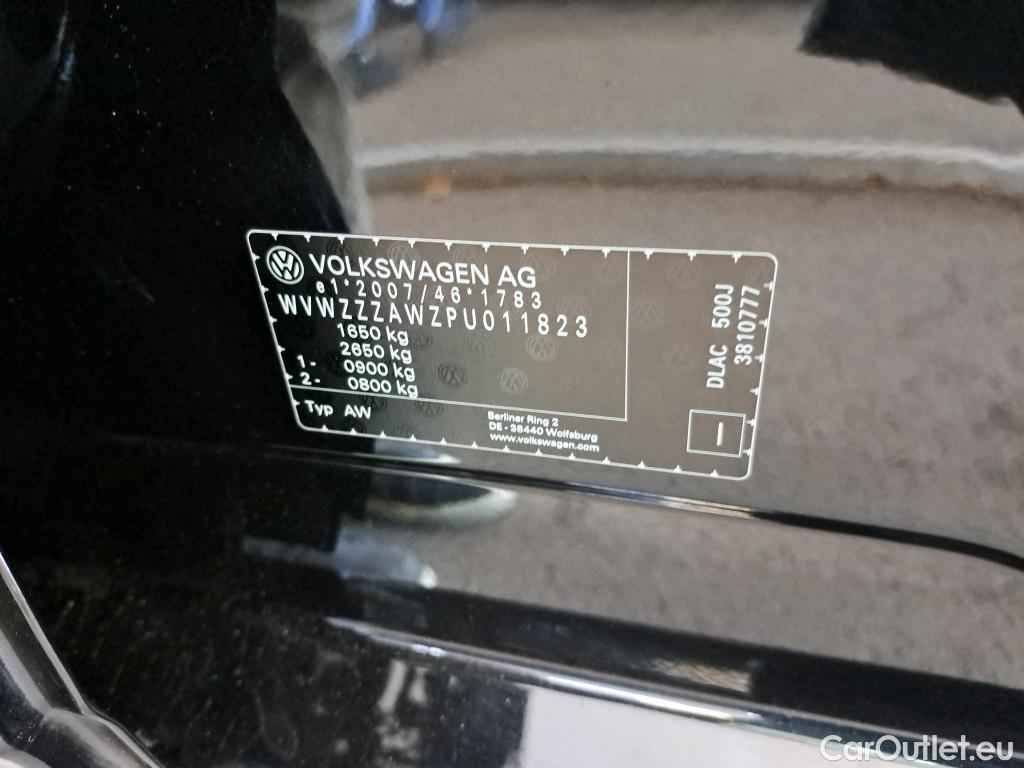 VOLKSWAGEN AG
e1*2007/46*1783
WVWZZZAWZPU011823
1650 kg
2650 kg
1- 0900 kg
2- 0800 kg
Typ AW
Berliner Ring 2
DE - 38440 Wolfsburg
www.volkswagen.com
DLAC 500J
3810777
I
CarOutlet.eu